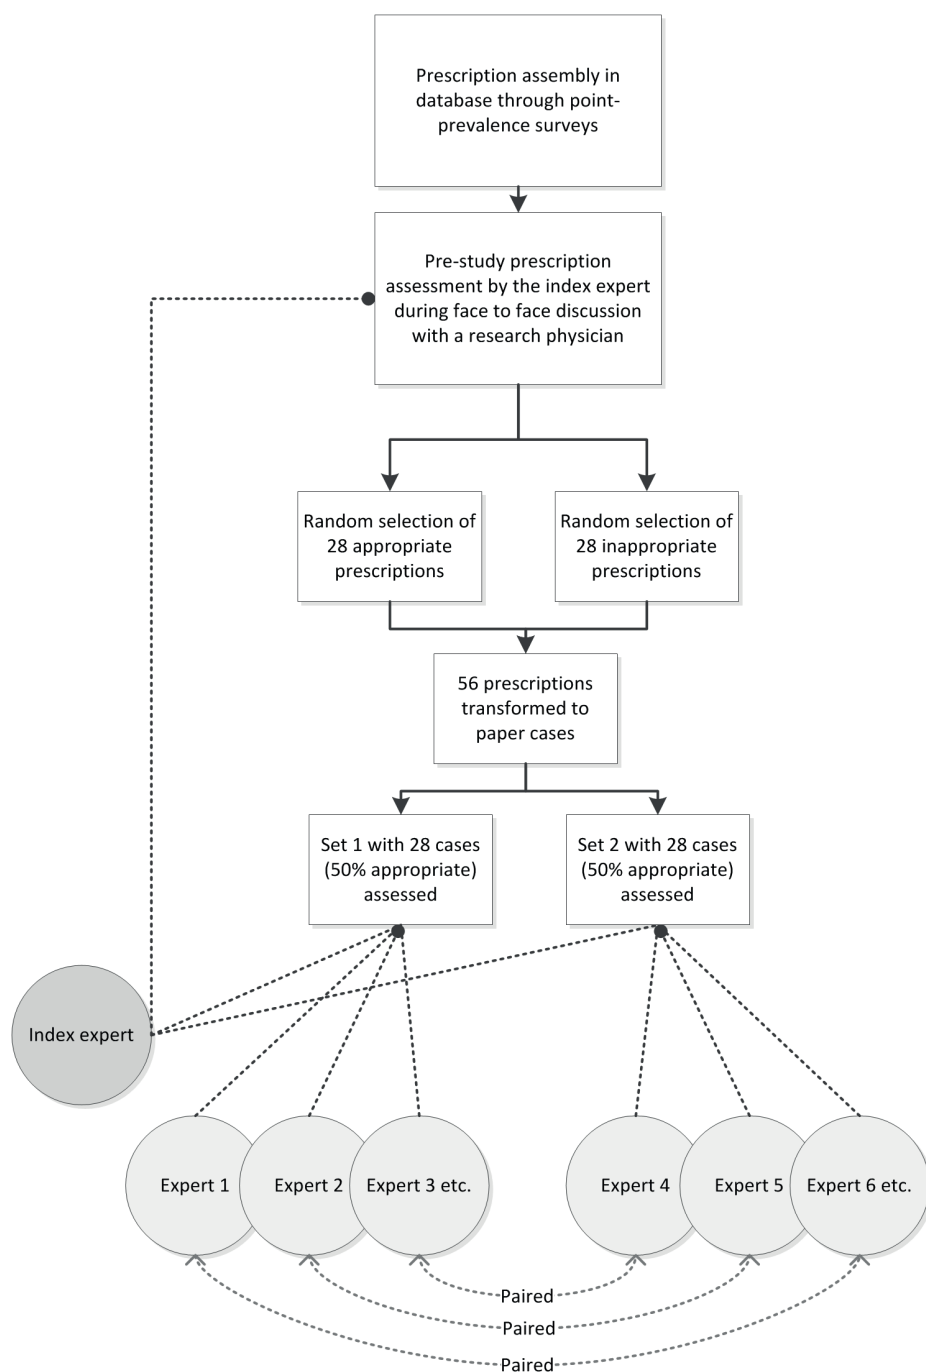 Prescription assembly in
database through point-
prevalence surveys
Pre-study prescription
assessment by the index expert
during face to face discussion
with a research physician
Random selection of
28 appropriate
prescriptions
Random selection of
28 inappropriate
prescriptions
56 prescriptions
transformed to
paper cases
Set 1 with 28 cases
(50% appropriate)
assessed
Set 2 with 28 cases
(50% appropriate)
assessed
Index expert
Expert 1
Expert 2
Expert 3 etc.
Expert 4
Expert 5
Expert 6 etc.
Paired
Paired
Paired